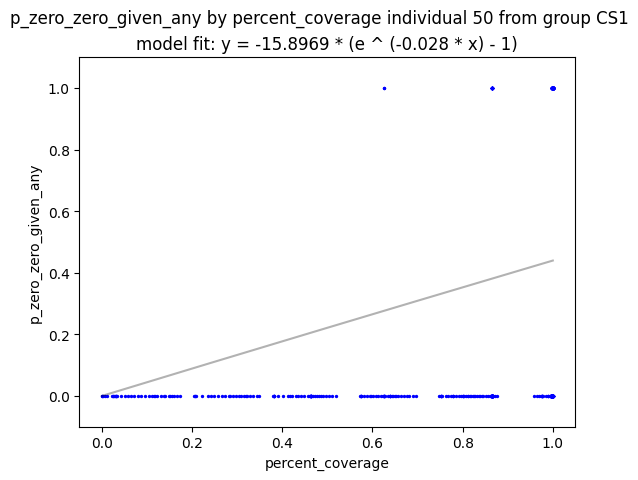 p_zero_zero_given_any by percent_coverage individual 50 from group CS1
model fit: y = -15.8969 * (e ^ (-0.028 * x) - 1)
1.0
0.8
0.6
0.4
0.2
0.0
p_zero_zero_given_any
0.0 0.2 0.4 0.6 0.8 1.0
percent_coverage